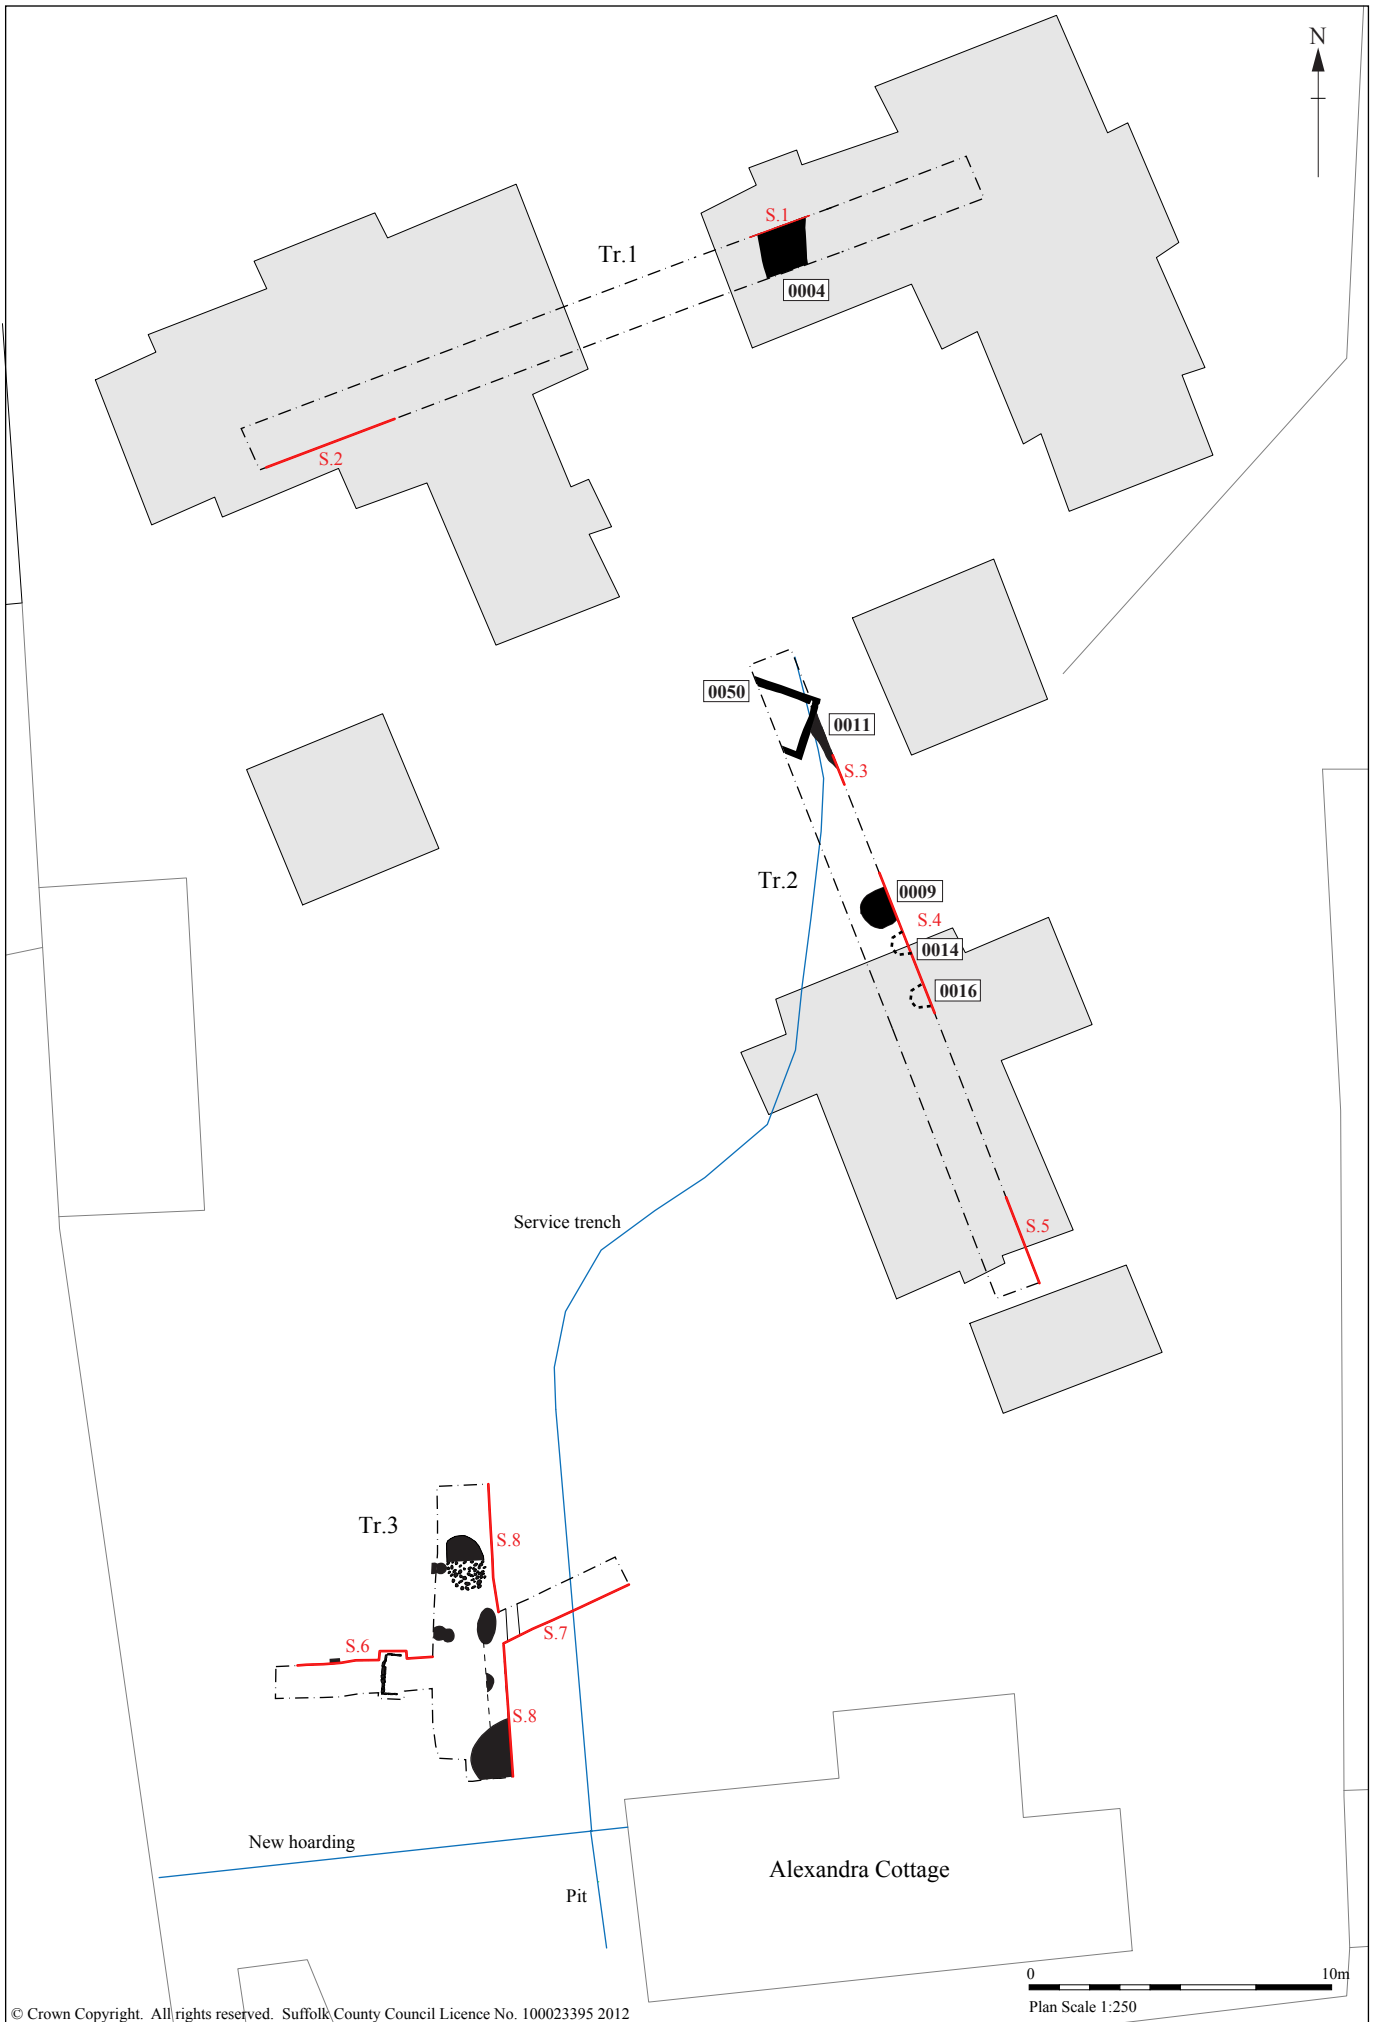 N
S.1
Tr.1
0004
S.2
0050
0011
S.3
Tr.2
0009
S.4
0014
0016
Service trench
S.5
Tr.3
S.8
S.7
S.6
S.8
New hoarding
Alexandra Cottage
Pit
0 10m
Plan Scale 1:250
© Crown Copyright. All rights reserved. Suffolk County Council Licence No. 100023395 2012